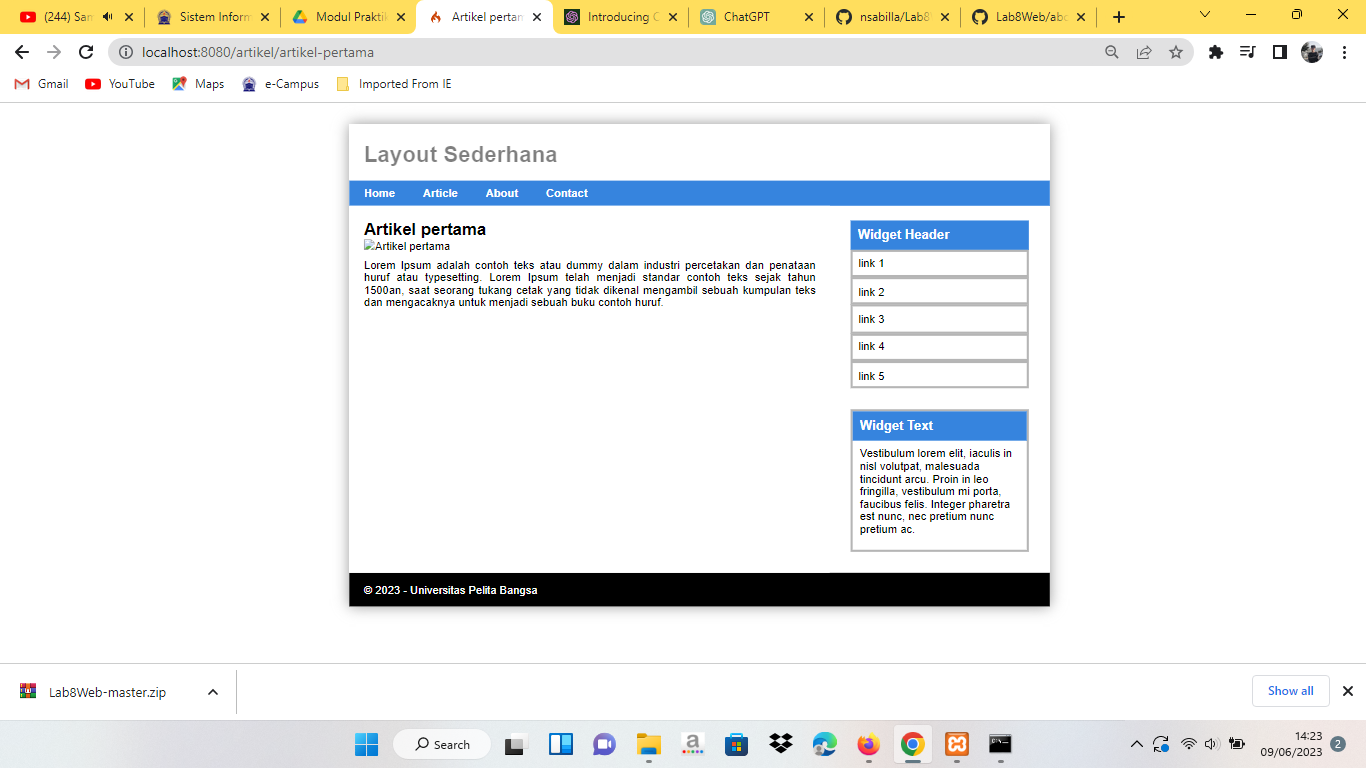 (244) Sam
Sistem Inform
Modul Praktik
Artikel pertam
Introducing C
ChatGPT
nsabilla/Lab8
Lab8Web/abc
localhost:8080/artikel/artikel-pertama
Gmail
YouTube
Maps
e-Campus
Imported From IE
Layout Sederhana
Home
Article
About
Contact
Artikel pertama
Artikel pertama
Lorem Ipsum adalah contoh teks atau dummy dalam industri percetakan dan penataan
huruf atau typesetting. Lorem Ipsum telah menjadi standar contoh teks sejak tahun
1500an, saat seorang tukang cetak yang tidak dikenal mengambil sebuah kumpulan teks
dan mengacaknya untuk menjadi sebuah buku contoh huruf.
Widget Header
link 1
link 2
link 3
link 4
link 5
Widget Text
Vestibulum lorem elit, iaculis in
nisl volutpat, malesuada
tincidunt arcu. Proin in leo
fringilla, vestibulum mi porta,
faucibus felis. Integer pharetra
est nunc, nec pretium nunc
pretium ac.
© 2023 - Universitas Pelita Bangsa
Lab8Web-master.zip
Show all
Search
14:23
09/06/2023
2